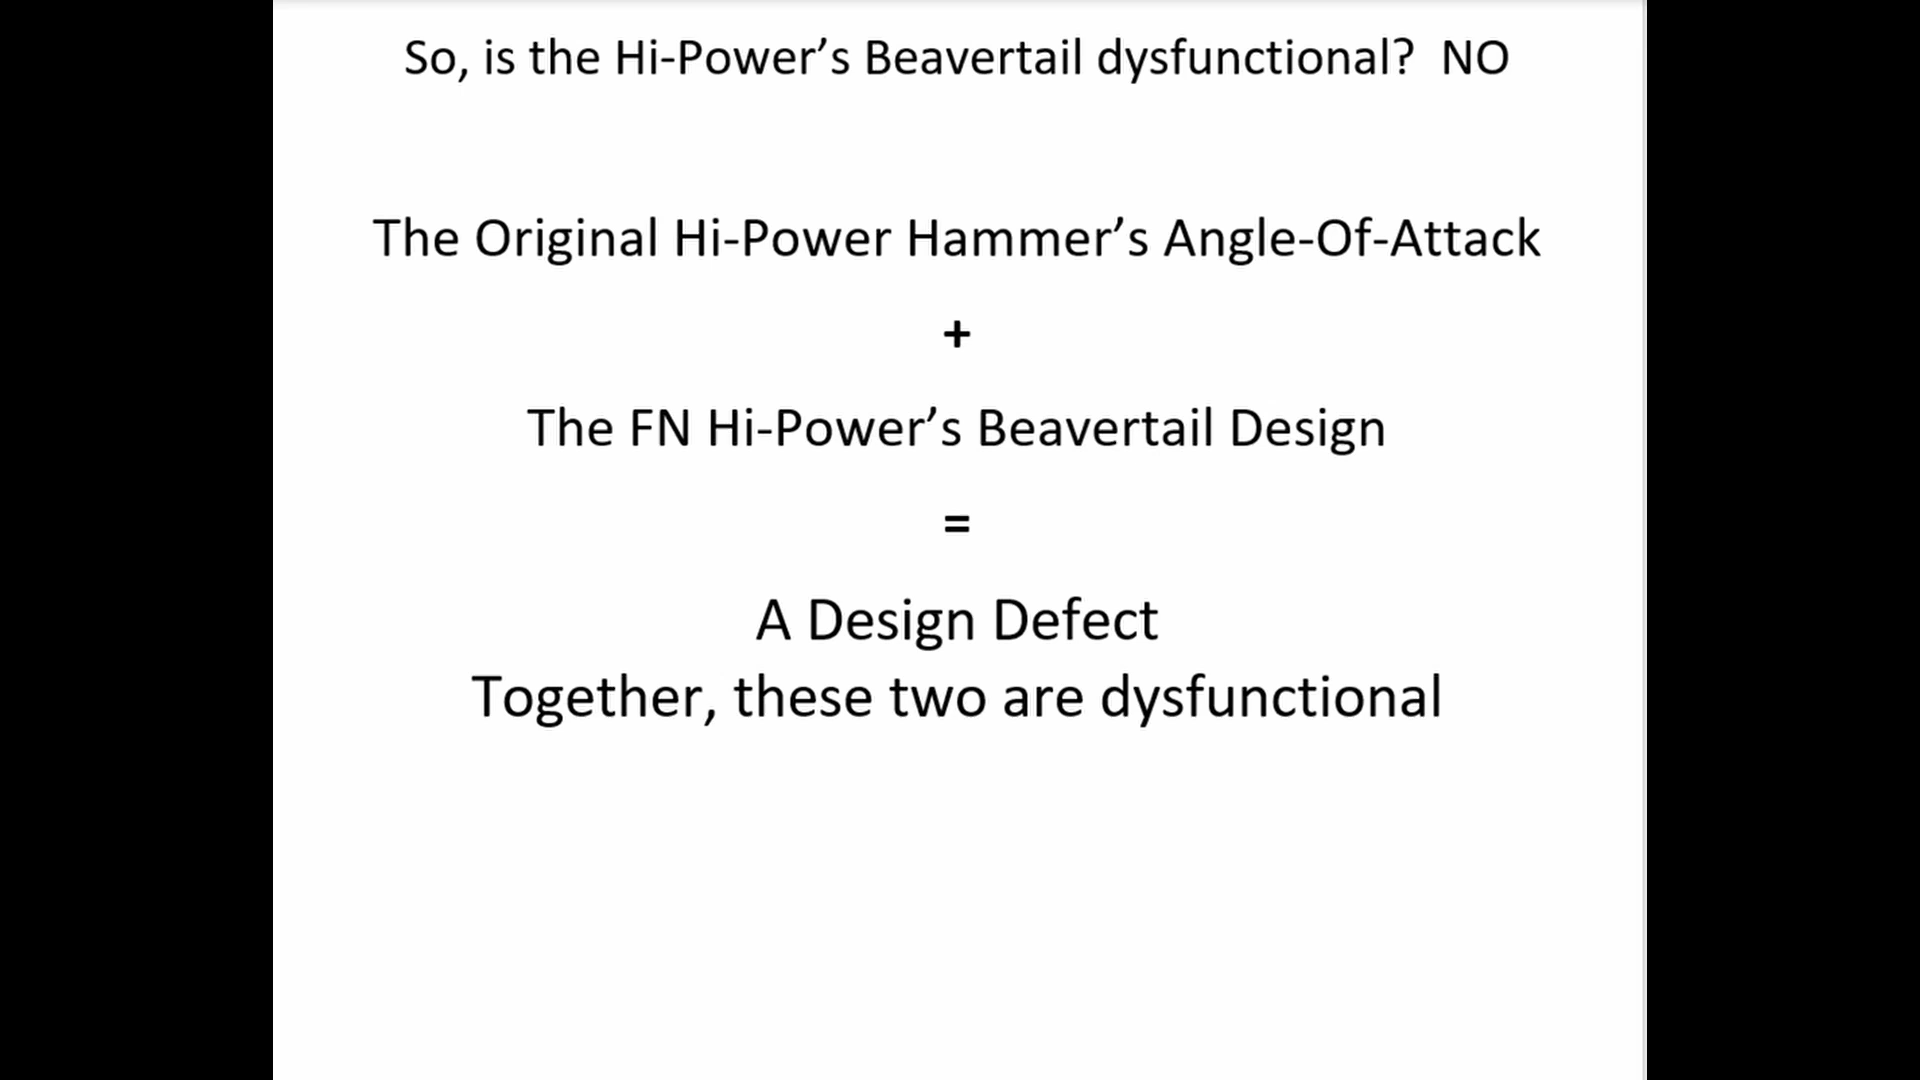 So, is the Hi-Power’s Beavertail dysfunctional?  NO
The Original Hi-Power Hammer’s Angle-Of-Attack
+
The FN Hi-Power’s Beavertail Design
=
A Design Defect
Together, these two are dysfunctional